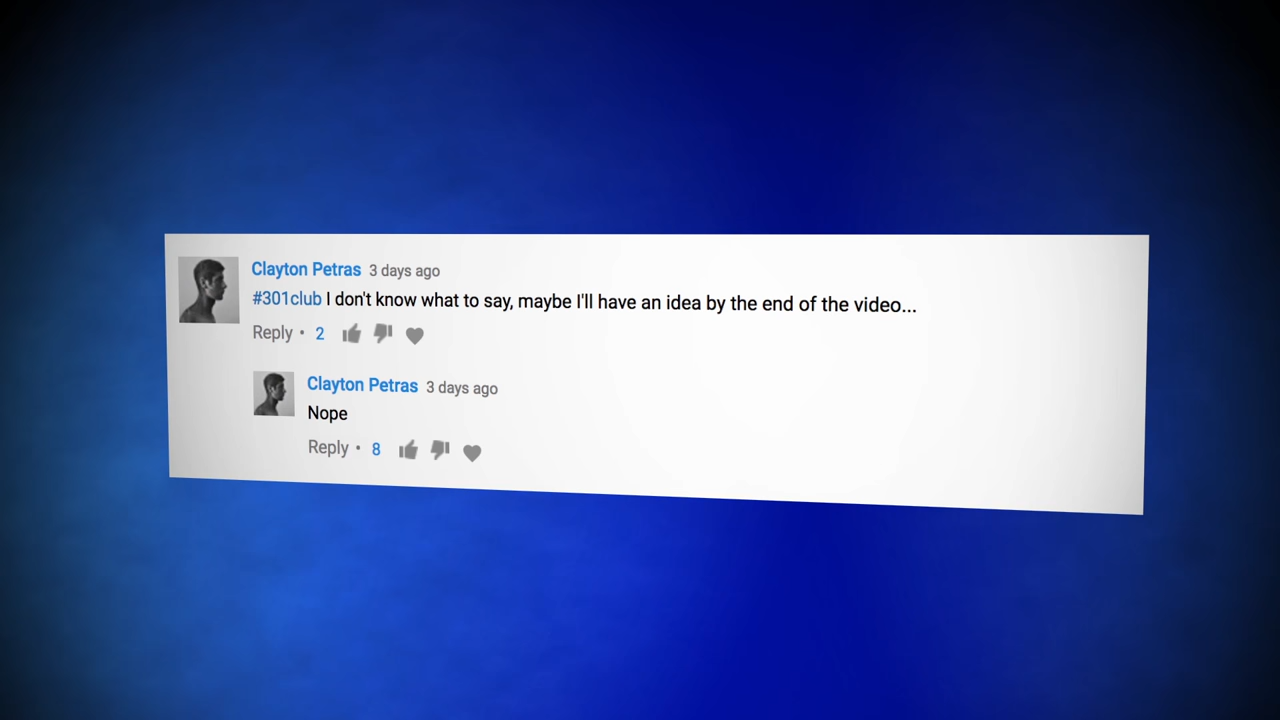 Clayton Petras 3 days ago
#301club I don't know what to say, maybe I'll have an idea by the end of the video...
Reply • 2
Clayton Petras 3 days ago
Nope
Reply • 8